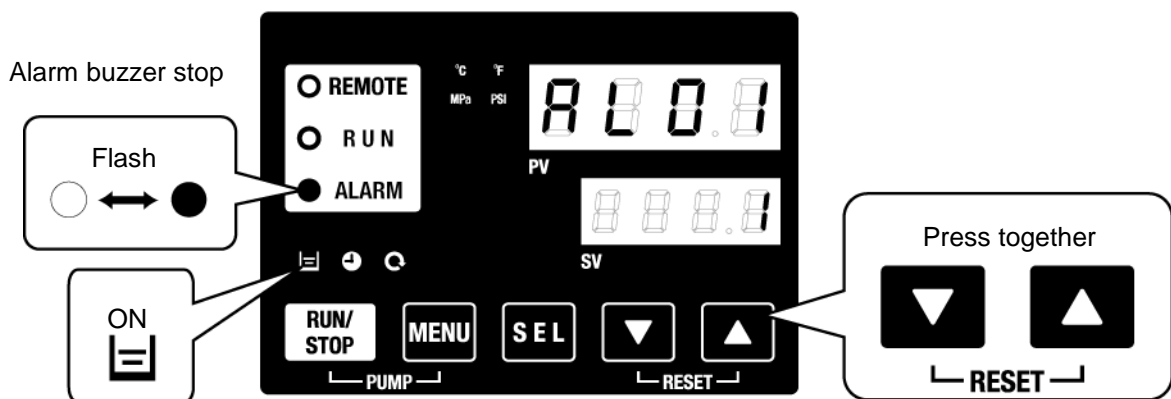 Alarm buzzer stop
Flash
ON
REMOTE
RUN
ALARM
°C °F
MPa PSI
AL01
PV
1
SV
RUN/
STOP
MENU
SEL
PUMP
RESET
Press together
RESET